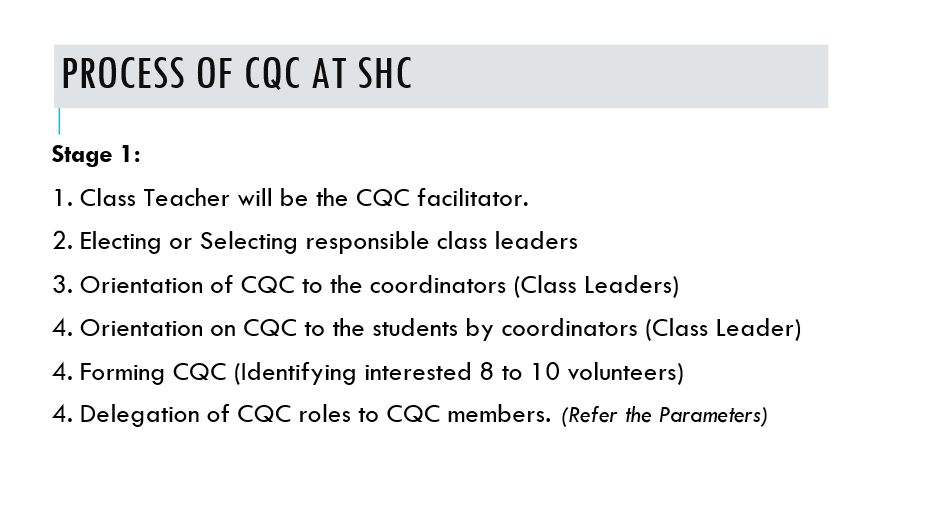 PROCESS OF CQC AT SHC
Stage 1:
1. Class Teacher will be the CQC facilitator.
2. Electing or Selecting responsible class leaders
3. Orientation of CQC to the coordinators (Class Leaders)
4. Orientation on CQC to the students by coordinators (Class Leader)
4. Forming CQC (Identifying interested 8 to 10 volunteers)
4. Delegation of CQC roles to CQC members. (Refer the Parameters)